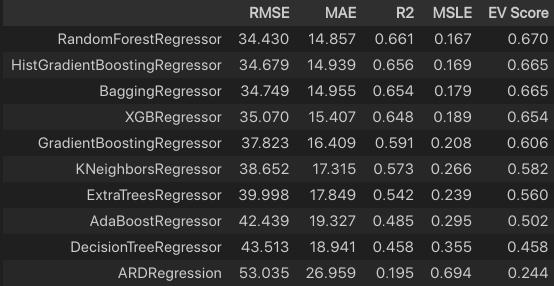 RMSE MAE R2 MSLE EV Score
RandomForestRegressor 34.430 14.857 0.661 0.167 0.670
HistGradientBoostingRegressor 34.679 14.939 0.656 0.169 0.665
BaggingRegressor 34.749 14.955 0.654 0.179 0.665
XGBRegressor 35.070 15.407 0.648 0.189 0.654
GradientBoostingRegressor 37.823 16.409 0.591 0.208 0.606
KNeighborsRegressor 38.652 17.315 0.573 0.266 0.582
ExtraTreesRegressor 39.998 17.849 0.542 0.239 0.560
AdaBoostRegressor 42.439 19.327 0.485 0.295 0.502
DecisionTreeRegressor 43.513 18.941 0.458 0.355 0.458
ARDRegression 53.035 26.959 0.195 0.694 0.244